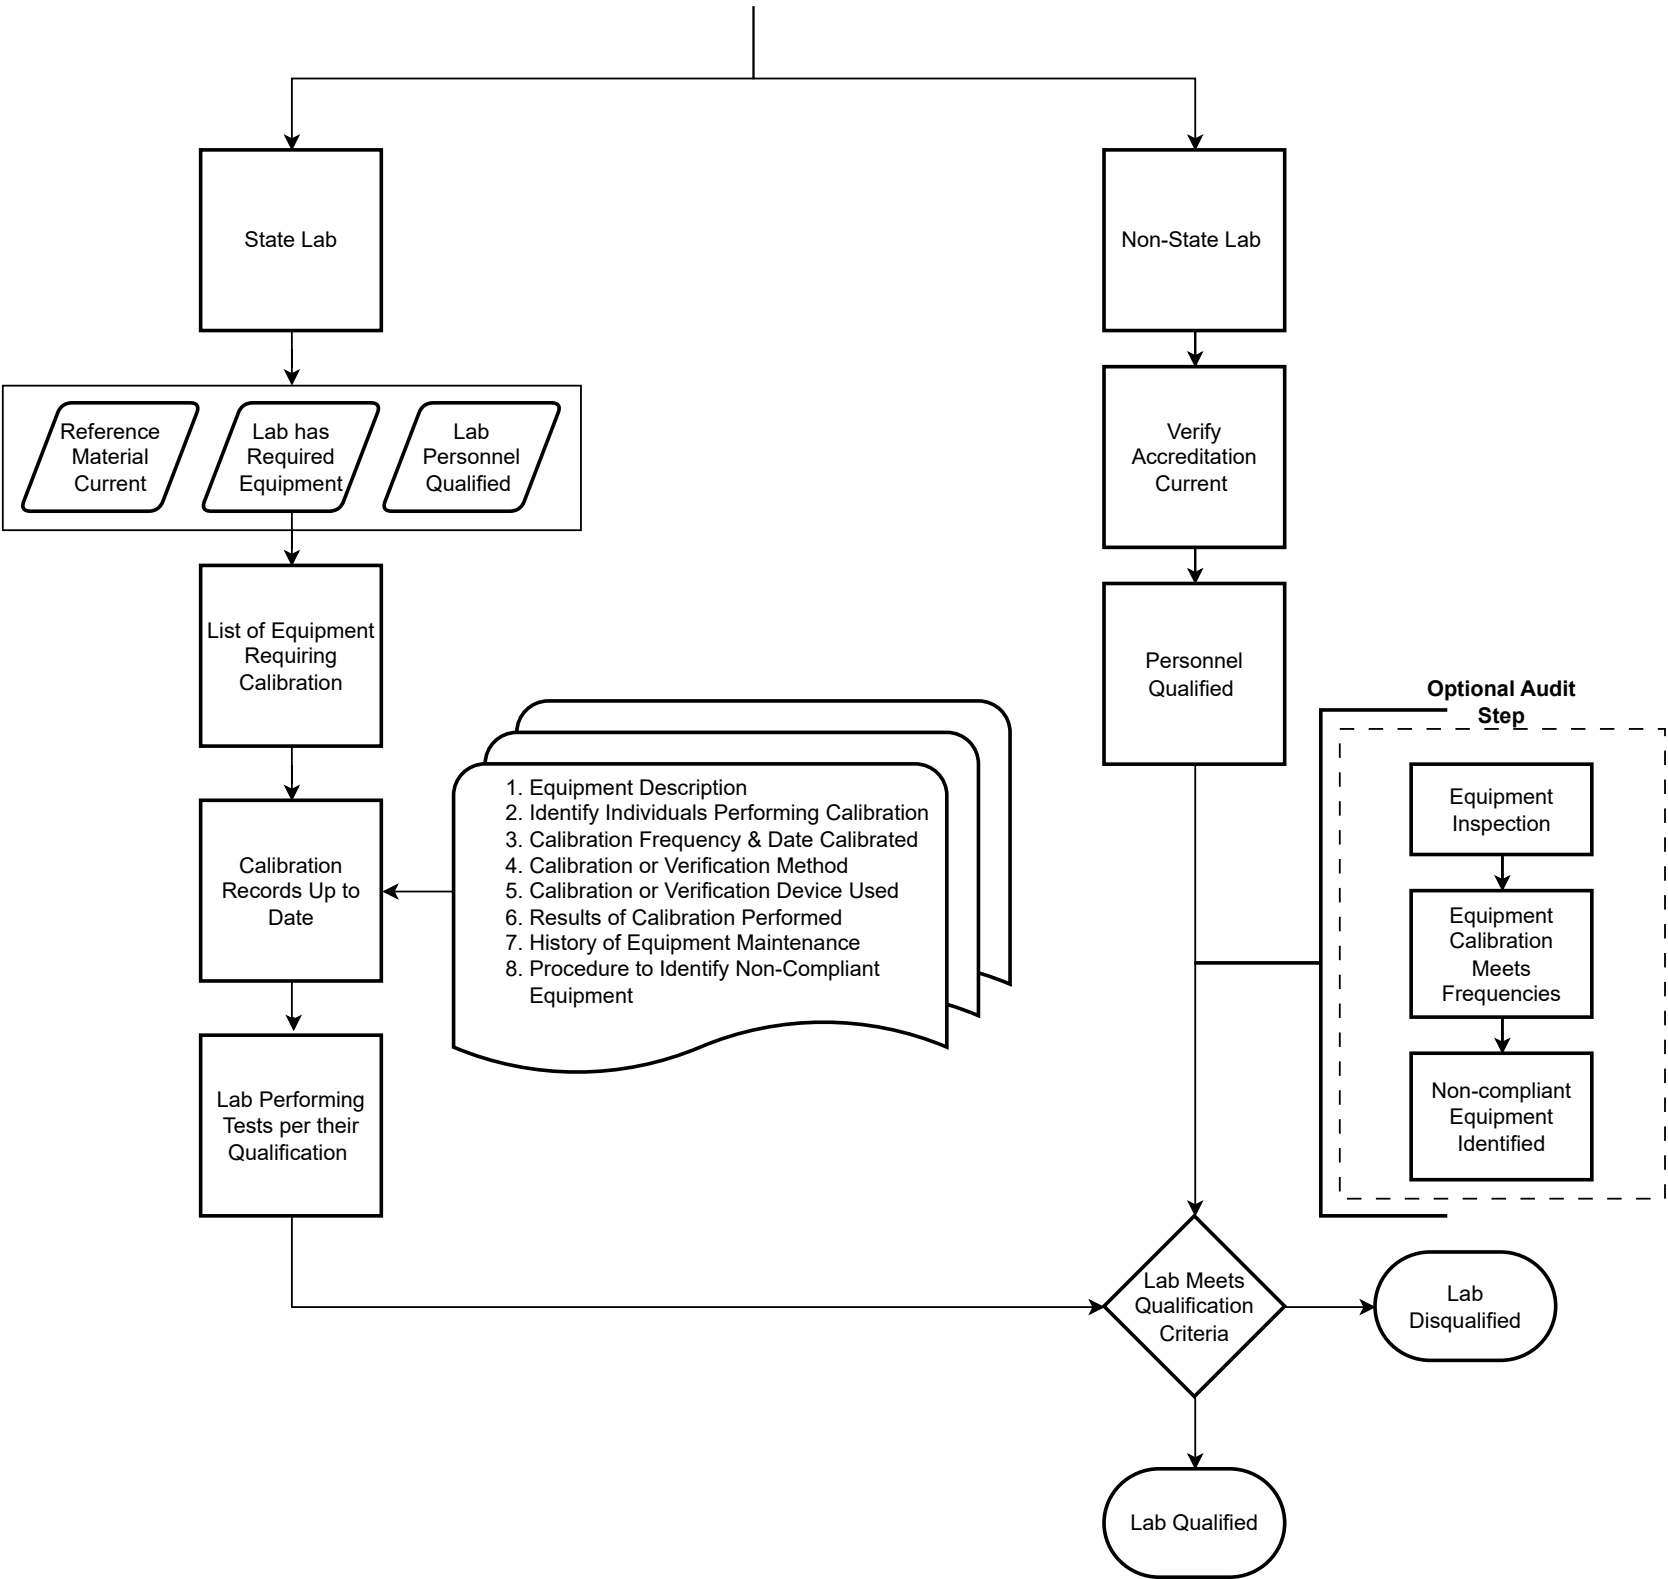 State Lab
Non-State Lab
Reference
Material
Current
Lab has
Required
Equipment
Lab
Personnel
Qualified
Verify
Accreditation
Current
List of Equipment
Requiring
Calibration
Personnel
Qualified
Optional Audit
Step
1. Equipment Description
2. Identify Individuals Performing Calibration
3. Calibration Frequency & Date Calibrated
4. Calibration or Verification Method
5. Calibration or Verification Device Used
6. Results of Calibration Performed
7. History of Equipment Maintenance
8. Procedure to Identify Non-Compliant
Equipment
Calibration
Records Up to
Date
Equipment
Inspection
Equipment
Calibration
Meets
Frequencies
Non-compliant
Equipment
Identified
Lab Performing
Tests per their
Qualification
Lab Meets
Qualification
Criteria
Lab
Disqualified
Lab Qualified